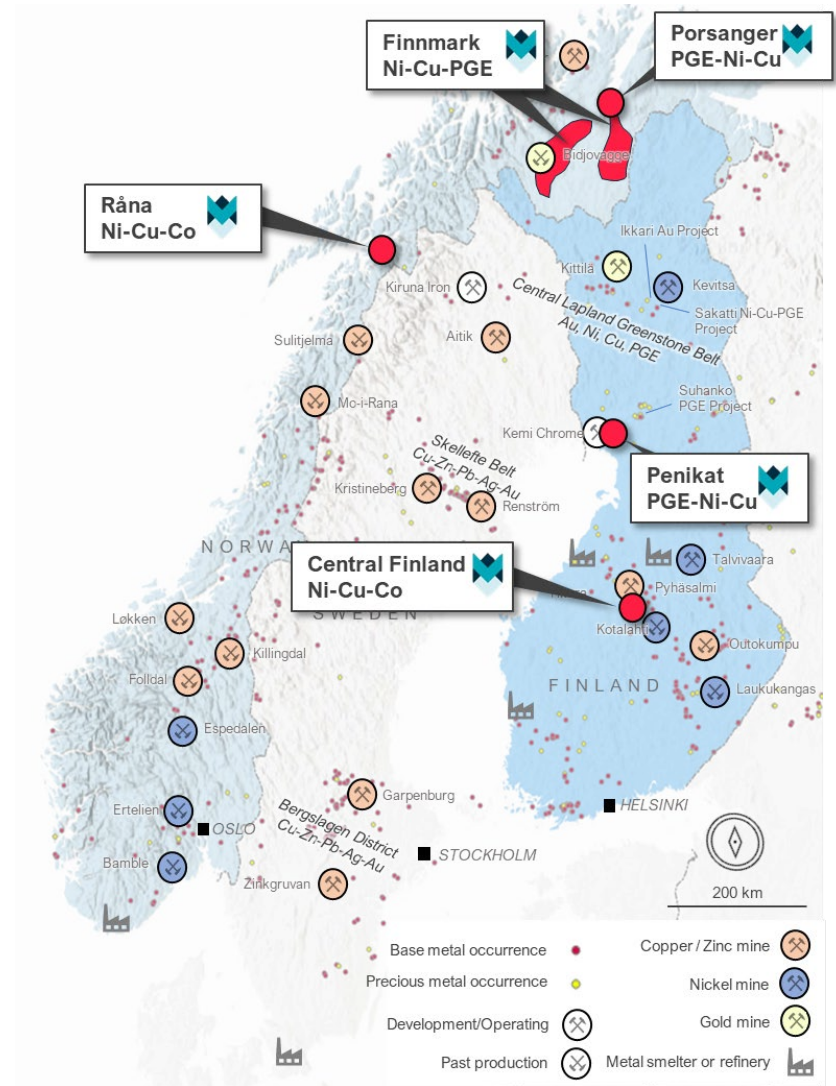 Finnmark
Ni-Cu-PGE
Porsanger
PGE-Ni-Cu
Bidjovagge
Råna
Ni-Cu-Co
Ikkari Au Project
Kittilä
Kevitsa
Kiruna Iron
Sakatti Ni-Cu-PGE
Project
Central Lapland Greenstone Belt
Au, Ni, Cu, PGE
Sulitjelma
Aitik
Suhanko
PGE Project
Mo-i-Rana
Kemi Chrome
Skellefte Belt
Cu-Zn-Pb-Ag-Au
Penikat
PGE-Ni-Cu
Kristineberg
Renström
NORWA
Central Finland
Ni-Cu-Co
Talvivaara
Pyhäsalmi
SWEDEN
Kotalahti
Løkken
Killingdal
Outokumpu
Folldal
FINLAND
Laukukangas
Espedalen
Garpenburg
Ertelien
HELSINKI
OSLO
Bergslagen District
Cu-Zn-Pb-Ag-Au
STOCKHOLM
Bamble
Zinkgruvan
200 km
Base metal occurrence
Copper / Zinc mine
Precious metal occurrence
Nickel mine
Development/Operating
Gold mine
Past production
Metal smelter or refinery